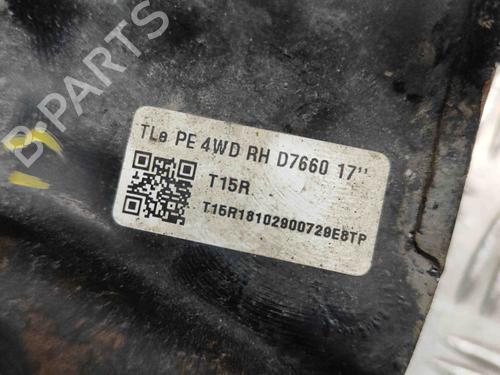 TLe PE 4WD RH D7660 17"
T15R
T15R18102900729E8TP
B-PARTS